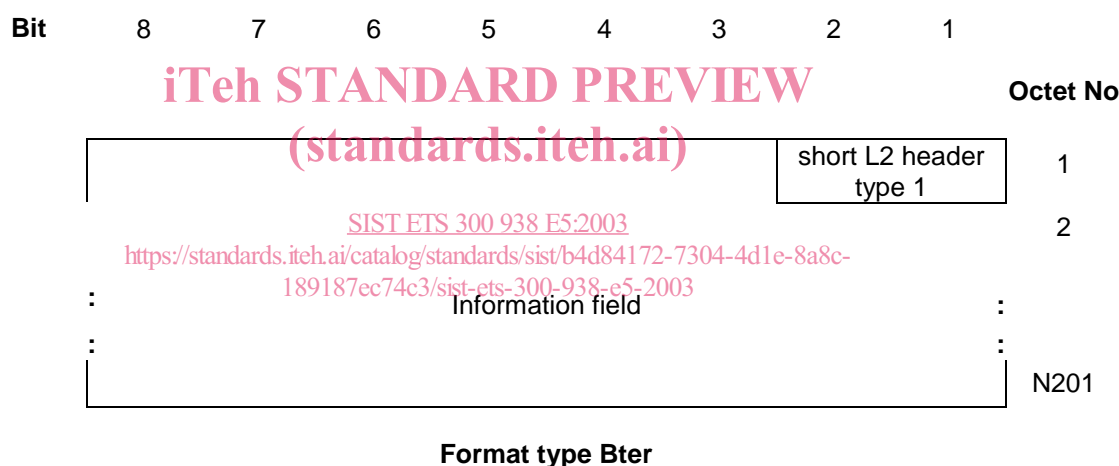 Bit 8 7 6 5 4 3 2 1
iTeh STANDARD PREVIEW
Octet No
(standards.iteh.ai)
short L2 header
type 1
1
SIST ETS 300 938 E5:2003
2
https://standards.iteh.ai/catalog/standards/sist/b4d84172-7304-4d1e-8a8c-
189187ec74c3/sist-ets-300-938-e5-2003
: Information field :
: :
N201
Format type Bter